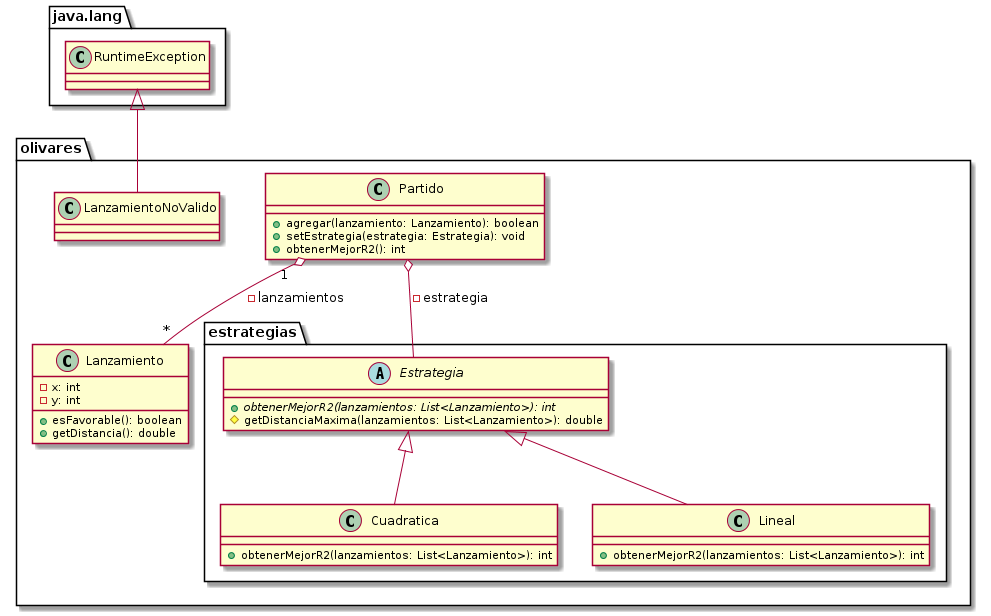 java.lang
C RuntimeException
olivares
C LanzamientoNoValido
C Partido
agregar(lanzamiento: Lanzamiento): boolean
setEstrategia(estrategia: Estrategia): void
obtenerMejorR2(): int
1
lanzamientos
estrategia
*
estrategias
C Lanzamiento
x: int
y: int
esFavorable(): boolean
getDistancia(): double
A Estrategia
obtenerMejorR2(lanzamientos: List<Lanzamiento>): int
getDistanciaMaxima(lanzamientos: List<Lanzamiento>): double
C Cuadratica
obtenerMejorR2(lanzamientos: List<Lanzamiento>): int
C Lineal
obtenerMejorR2(lanzamientos: List<Lanzamiento>): int